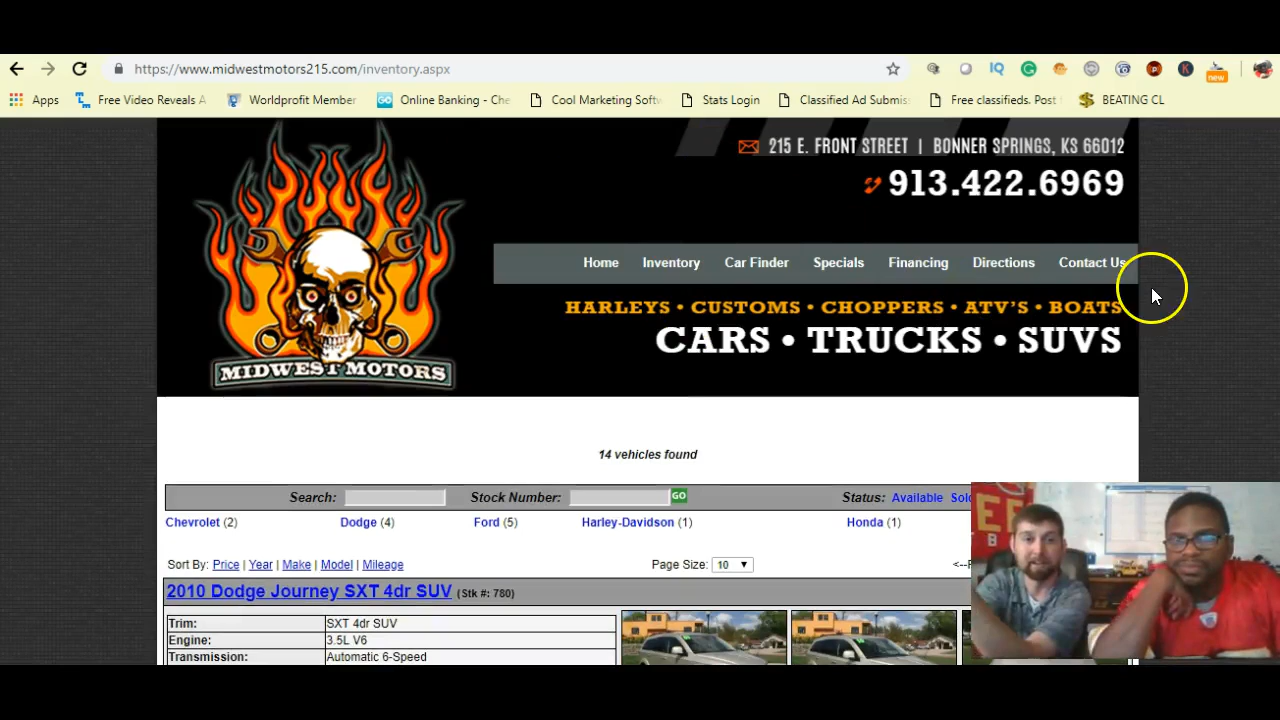 https://www.midwestmotors215.com/inventory.aspx
new
Apps Free Video Reveals A Worldprofit Member Online Banking - Che Cool Marketing Softw Stats Login Classified Ad Submis Free classifieds. Post BEATING CL
215 E. FRONT STREET | BONNER SPRINGS, KS 66012
913.422.6969
Home Inventory Car Finder Specials Financing Directions Contact Us
HARLEYS • CUSTOMS • CHOPPERS • ATV'S • BOATS
CARS • TRUCKS • SUVS
MIDWEST MOTORS
14 vehicles found
Search: Stock Number: GO Status: Available Sol
Chevrolet (2) Dodge (4) Ford (5) Harley-Davidson (1) Honda (1)
Sort By: Price Year Make Model Mileage Page Size: 10 <--
2010 Dodge Journey SXT 4dr SUV (Stk #: 780)
Trim: SXT 4dr SUV
Engine: 3.5L V6
Transmission: Automatic 6-Speed